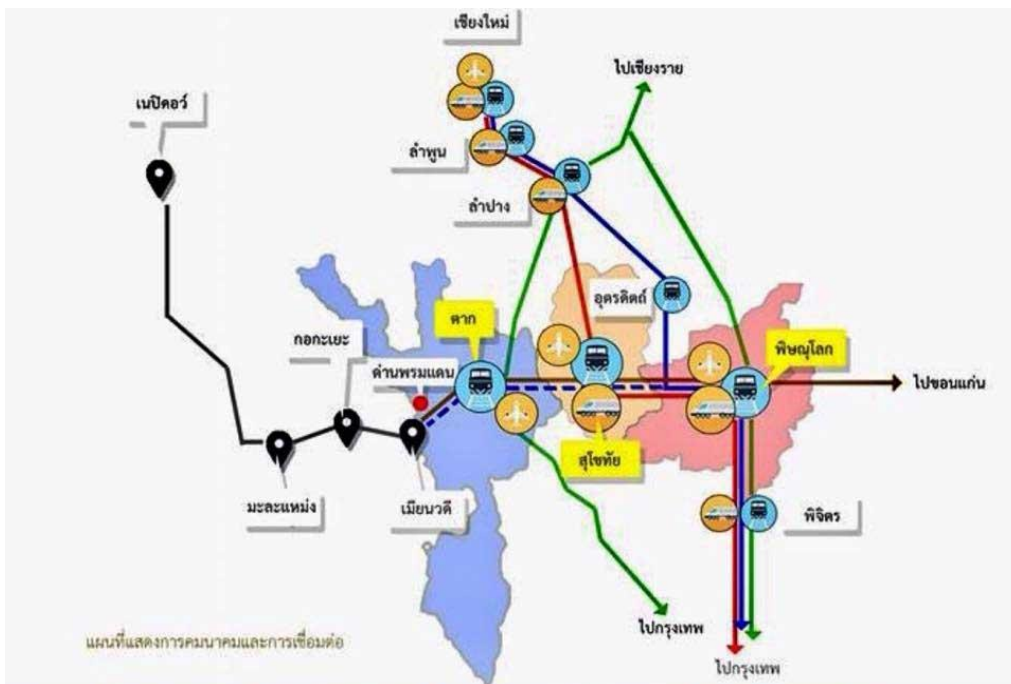 เชียงใหม่
ไปเชียงราย
เนปิดอว์
ลำพูน
ลำปาง
อุตรดิตถ์
ตาก
กอกะเยะ
ด่านพรมแดน
พิษณุโลก
ไปขอนแก่น
สุโขทัย
มะละแหม่ง
เมียนวดี
พิจิตร
ไปกรุงเทพ
แผนที่แสดงการคมนาคมและการเชื่อมต่อ
ไปกรุงเทพ